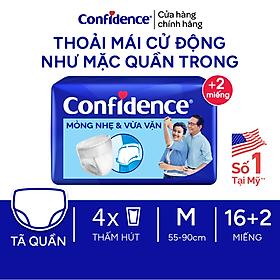 Confidence® Cửa hàng
chính hãng
THOẢI MÁI CỬ ĐỘNG
NHƯ MẶC QUẦN TRONG
+2
miếng
Confidence®
MỎNG NHẸ & VỪA VẶN
Số 1
Tại Mỹ**
TÃ QUẦN
4x
THẤM HÚT
M
55-90cm
16+2
MIẾNG